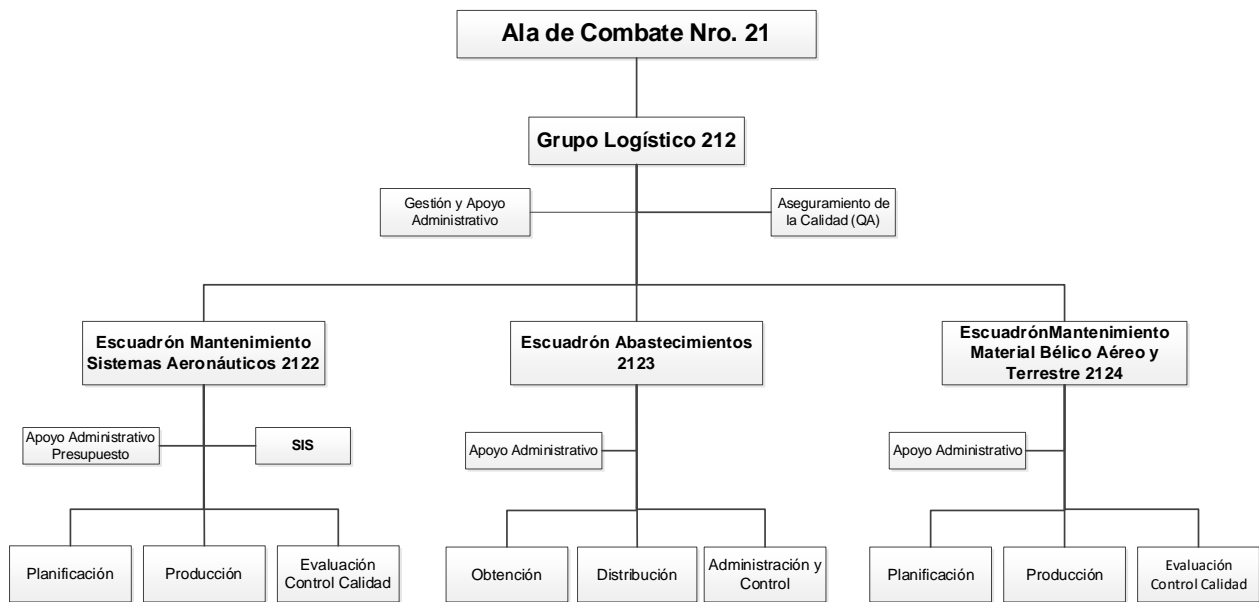 Ala de Combate Nro. 21
Grupo Logístico 212
Gestión y Apoyo
Administrativo
Aseguramiento de
la Calidad (QA)
Escuadrón Mantenimiento
Sistemas Aeronáuticos 2122
Escuadrón Abastecimientos
2123
EscuadrónMantenimiento
Material Bélico Aéreo y
Terrestre 2124
Apoyo Administrativo
Presupuesto
SIS
Apoyo Administrativo
Apoyo Administrativo
Planificación
Producción
Evaluación
Control Calidad
Obtención
Distribución
Administración y
Control
Planificación
Producción
Evaluación
Control Calidad